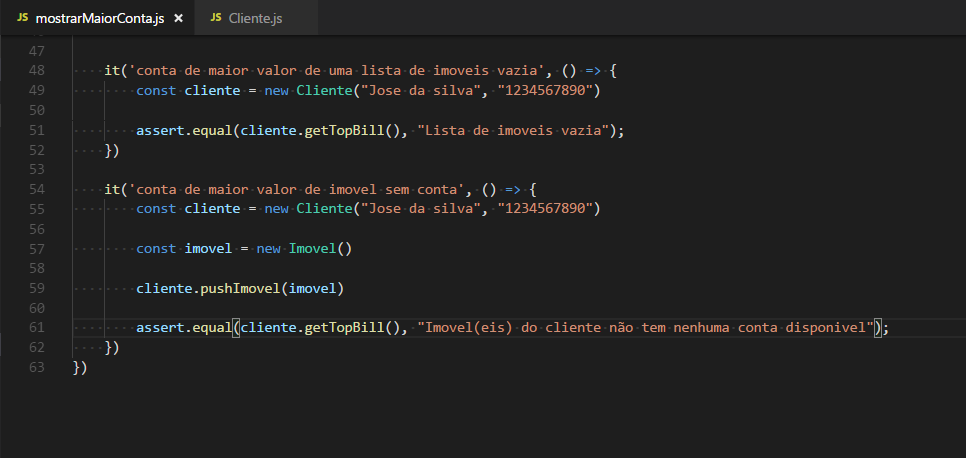 JS mostrarMaiorConta.js × JS Cliente.js
47
48 it('conta de maior valor de uma lista de imoveis vazia', () => {
49 const cliente = new Cliente("Jose da silva", "1234567890")
50
51 assert.equal(cliente.getTopBill(), "Lista de imoveis vazia");
52 })
53
54 it('conta de maior valor de imovel sem conta', () => {
55 const cliente = new Cliente("Jose da silva", "1234567890")
56
57 const imovel = new Imovel()
58
59 cliente.pushImovel(imovel)
60
61 assert.equal(cliente.getTopBill(), "Imovel(eis) do cliente não tem nenhuma conta disponivel");
62 })
63 })